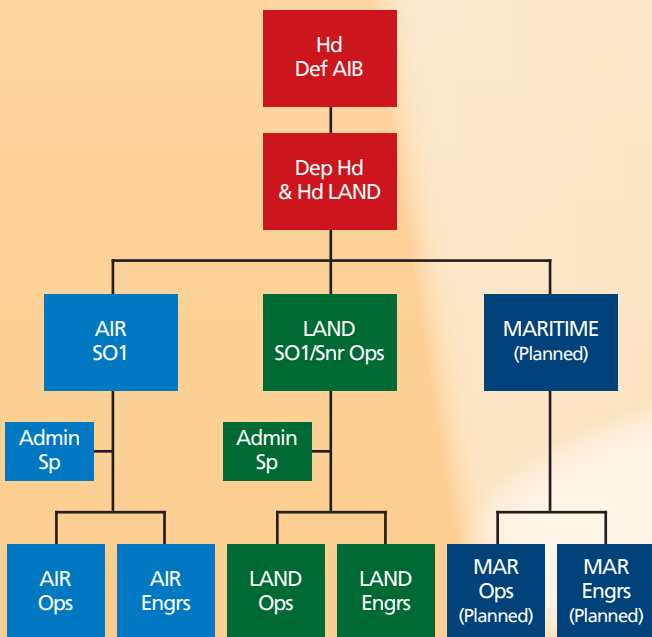 Hd
Def AIB
Dep Hd
& Hd LAND
AIR
SO1
LAND
SO1/Snr Ops
MARITIME
(Planned)
Admin
Sp
Admin
Sp
AIR
Ops
AIR
Engrs
LAND
Ops
LAND
Engrs
MAR
Ops
(Planned)
MAR
Engrs
(Planned)